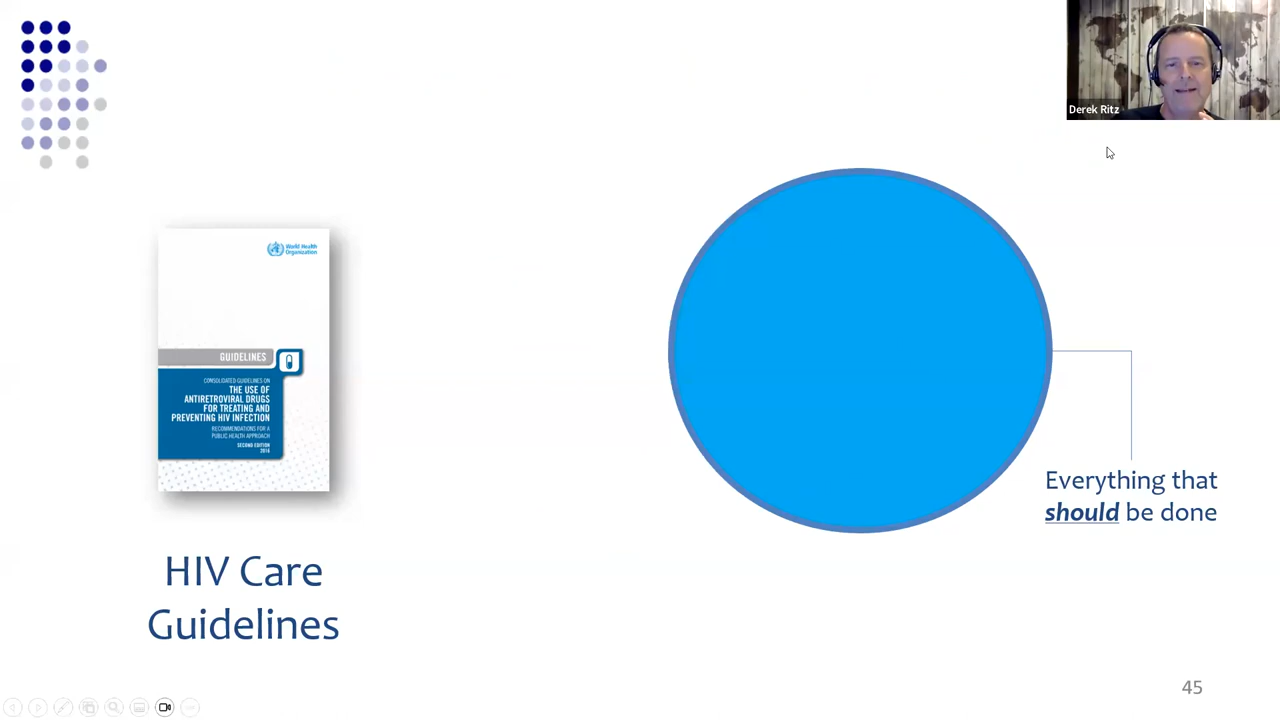 Derek Ritz
World Health
Organization
GUIDELINES
CONSOLIDATED GUIDELINES ON
THE USE OF
ANTIRETROVIRAL DRUGS
FOR TREATING AND
PREVENTING HIV INFECTION
RECOMMENDATIONS FOR A
PUBLIC HEALTH APPROACH
SECOND EDITION
2016
HIV Care
Guidelines
Everything that
should be done
45